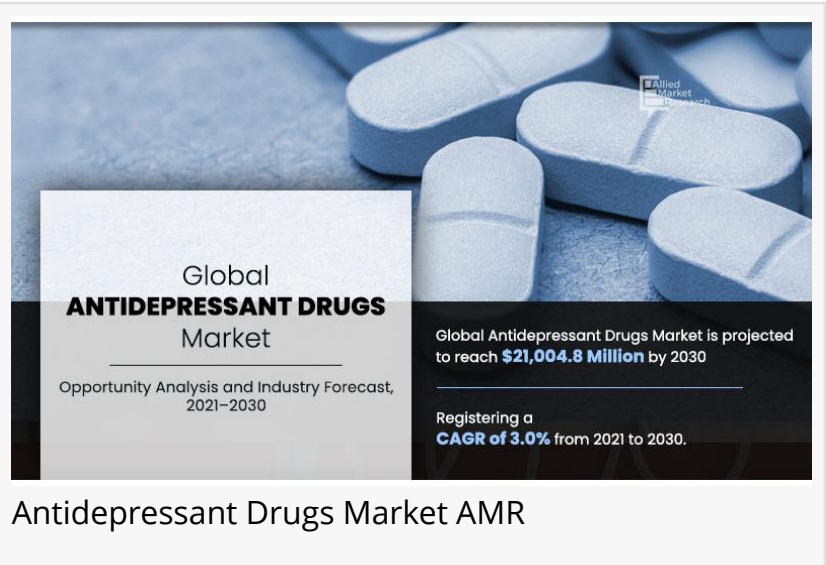 Allied
Market
Research
Global
ANTIDEPRESSANT DRUGS
Market
Opportunity Analysis and Industry Forecast,
2021–2030
Global Antidepressant Drugs Market is projected
to reach $21,004.8 Million by 2030
Registering a
CAGR of 3.0% from 2021 to 2030.
Antidepressant Drugs Market AMR